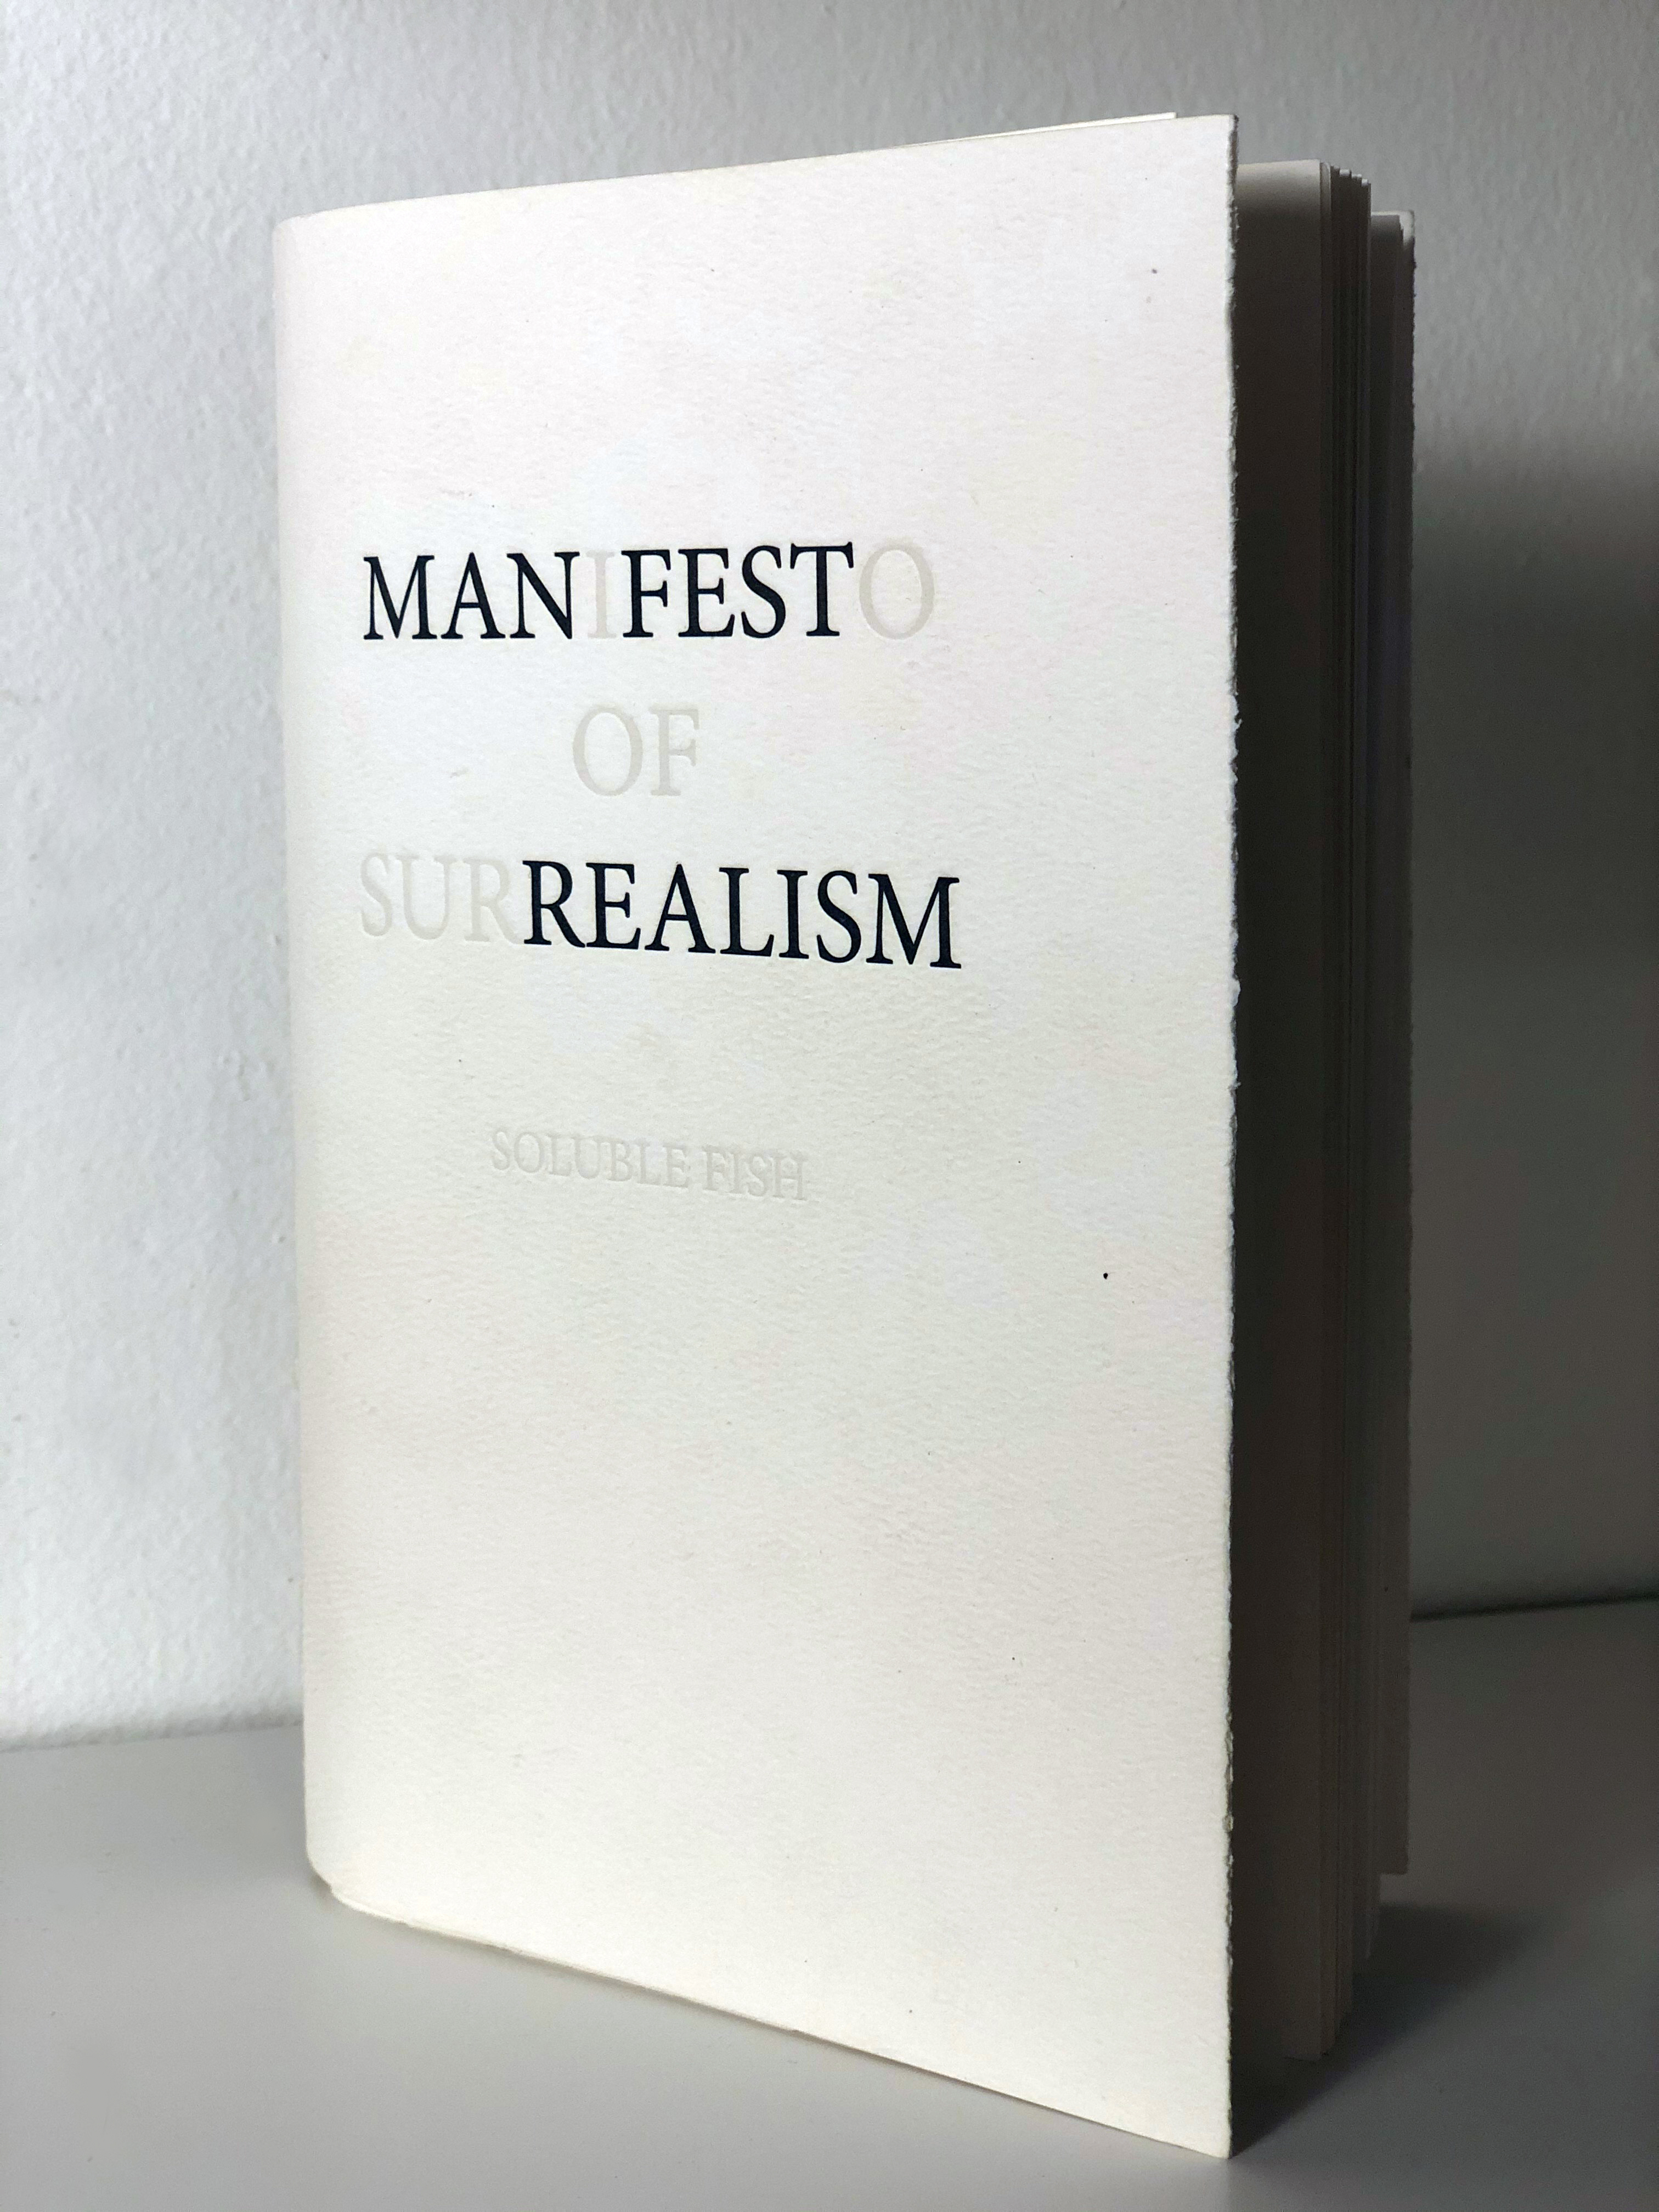 MANIFESTO
OF
SURREALISM
SOLUBLE FISH